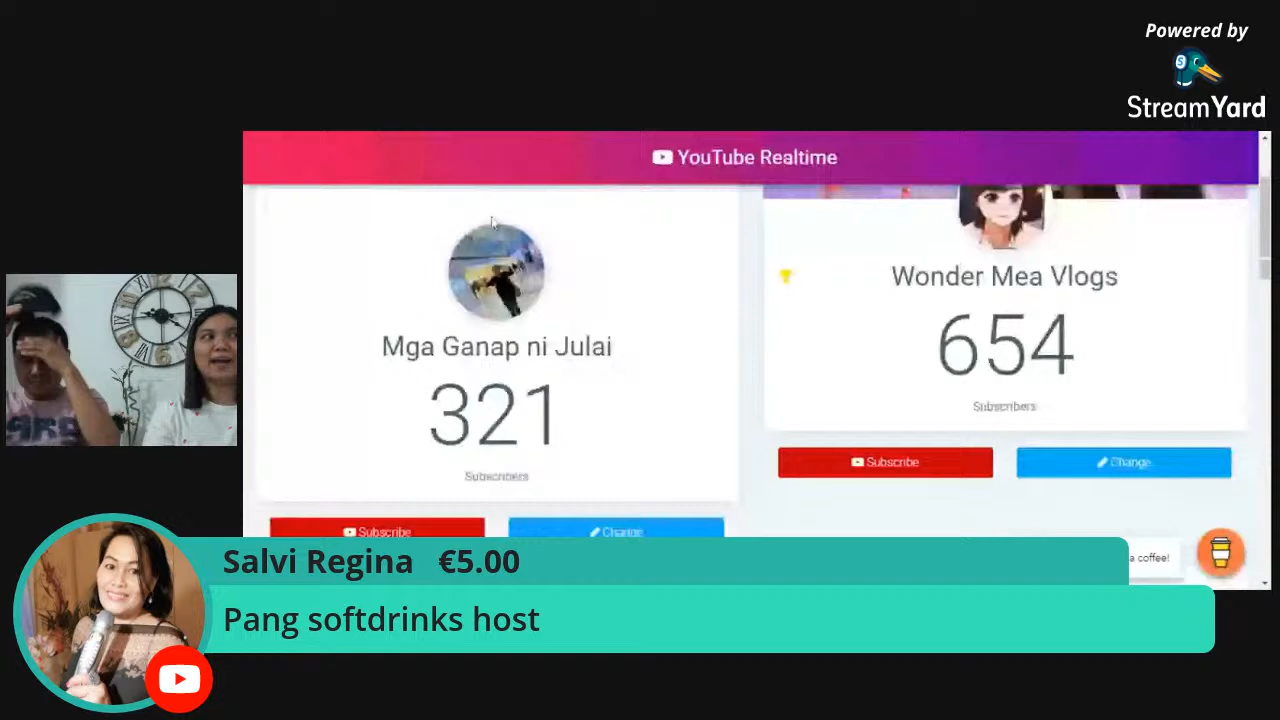 Powered by
StreamYard
YouTube Realtime
Mga Ganap ni Julai
321
Subscribers
Subscribe
Change
Wonder Mea Vlogs
654
Subscribers
Subscribe
Change
a coffee!
Salvi Regina €5.00
Pang softdrinks host